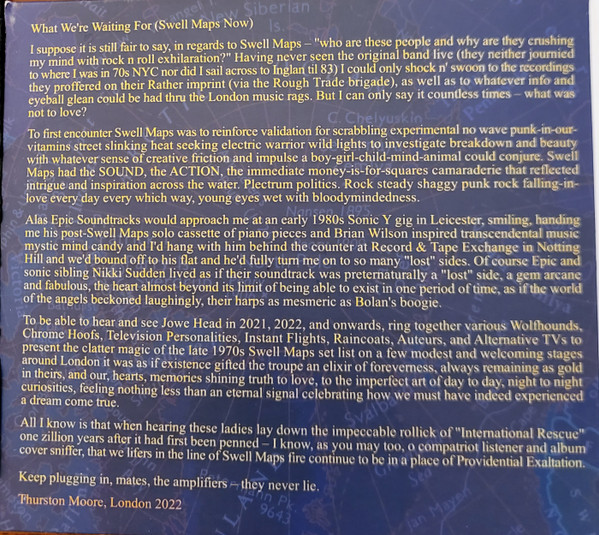 What We're Waiting For (Swell Maps Now)
I suppose it is still fair to say, in regards to Swell Maps – "who are these people and why are they crushing
my mind with rock n roll exhilaration?" Having never seen the original band live (they neither journied
to where I was in 70s NYC nor did I sail across to Inglan til 83) I could only shock n' swoon to the recordings
they proffered on their Rather imprint (via the Rough Trade brigade), as well as to whatever info and
eyeball glean could be had thru the London music rags. But I can only say it countless times – what was
not to love?
To first encounter Swell Maps was to reinforce validation for scrabbling experimental no wave punk-in-our-
vitamins street slinking heat seeking electric warrior wild lights to investigate breakdown and beauty
with whatever sense of creative friction and impulse a boy-girl-child-mind-animal could conjure. Swell
Maps had the SOUND, the ACTION, the immediate money-is-for-squares camaraderie that reflected
intrigue and inspiration across the water. Plectrum politics. Rock steady shaggy punk rock falling-in-
love every day every which way, young eyes wet with bloodymindedness.
Alas Epic Soundtracks would approach me at an early 1980s Sonic Y gig in Leicester, smiling, handing
me his post-Swell Maps solo cassette of piano pieces and Brian Wilson inspired transcendental music
mystic mind candy and I'd hang with him behind the counter at Record & Tape Exchange in Notting
Hill and we'd bound off to his flat and he'd fully turn me on to so many "lost" sides. Of course Epic and
sonic sibling Nikki Sudden lived as if their soundtrack was preternaturally a "lost" side, a gem arcane
and fabulous, the heart almost beyond its limit of being able to exist in one period of time, as if the world
of the angels beckoned laughingly, their harps as mesmeric as Bolan's boogie.
To be able to hear and see Jowe Head in 2021, 2022, and onwards, ring together various Wolfhounds,
Chrome Hoofs, Television Personalities, Instant Flights, Raincoats, Auteurs, and Alternative TVs to
present the clatter magic of the late 1970s Swell Maps set list on a few modest and welcoming stages
around London it was as if existence gifted the troupe an elixir of foreverness, always remaining as gold
in theirs, and our, hearts, memories shining truth to love, to the imperfect art of day to day, night to night
curiosities, feeling nothing less than an eternal signal celebrating how we must have indeed experienced
a dream come true.
All I know is that when hearing these ladies lay down the impeccable rollick of "International Rescue"
one zillion years after it had first been penned – I know, as you may too, o compatriot listener and album
cover sniffer, that we lifers in the line of Swell Maps fire continue to be in a place of Providential Exaltation.
Keep plugging in, mates, the amplifiers – they never lie.
Thurston Moore, London 2022